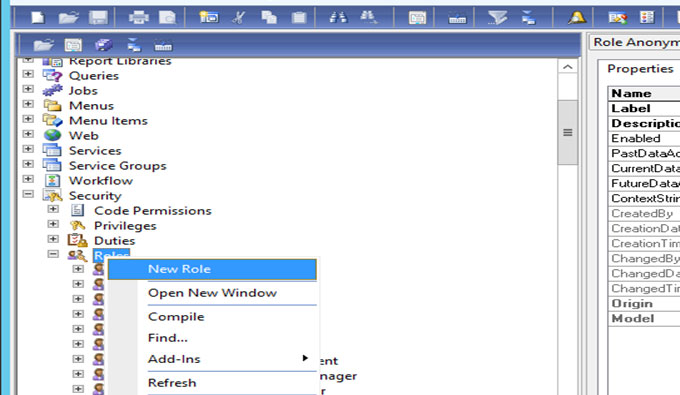 Role Anonym
Report Libraries
Queries
Jobs
Menus
Menu Items
Web
Services
Service Groups
Workflow
Security
Code Permissions
Privileges
Duties
Roles
New Role
Open New Window
Compile
Find...
Add-Ins
Refresh
ent
nager
r
Properties
Name
Label
Descriptio
Enabled
PastDataAc
CurrentData
FutureData
ContextStrin
CreatedBy
CreationDat
CreationTim
ChangedBy
ChangedDa
ChangedTim
Origin
Model